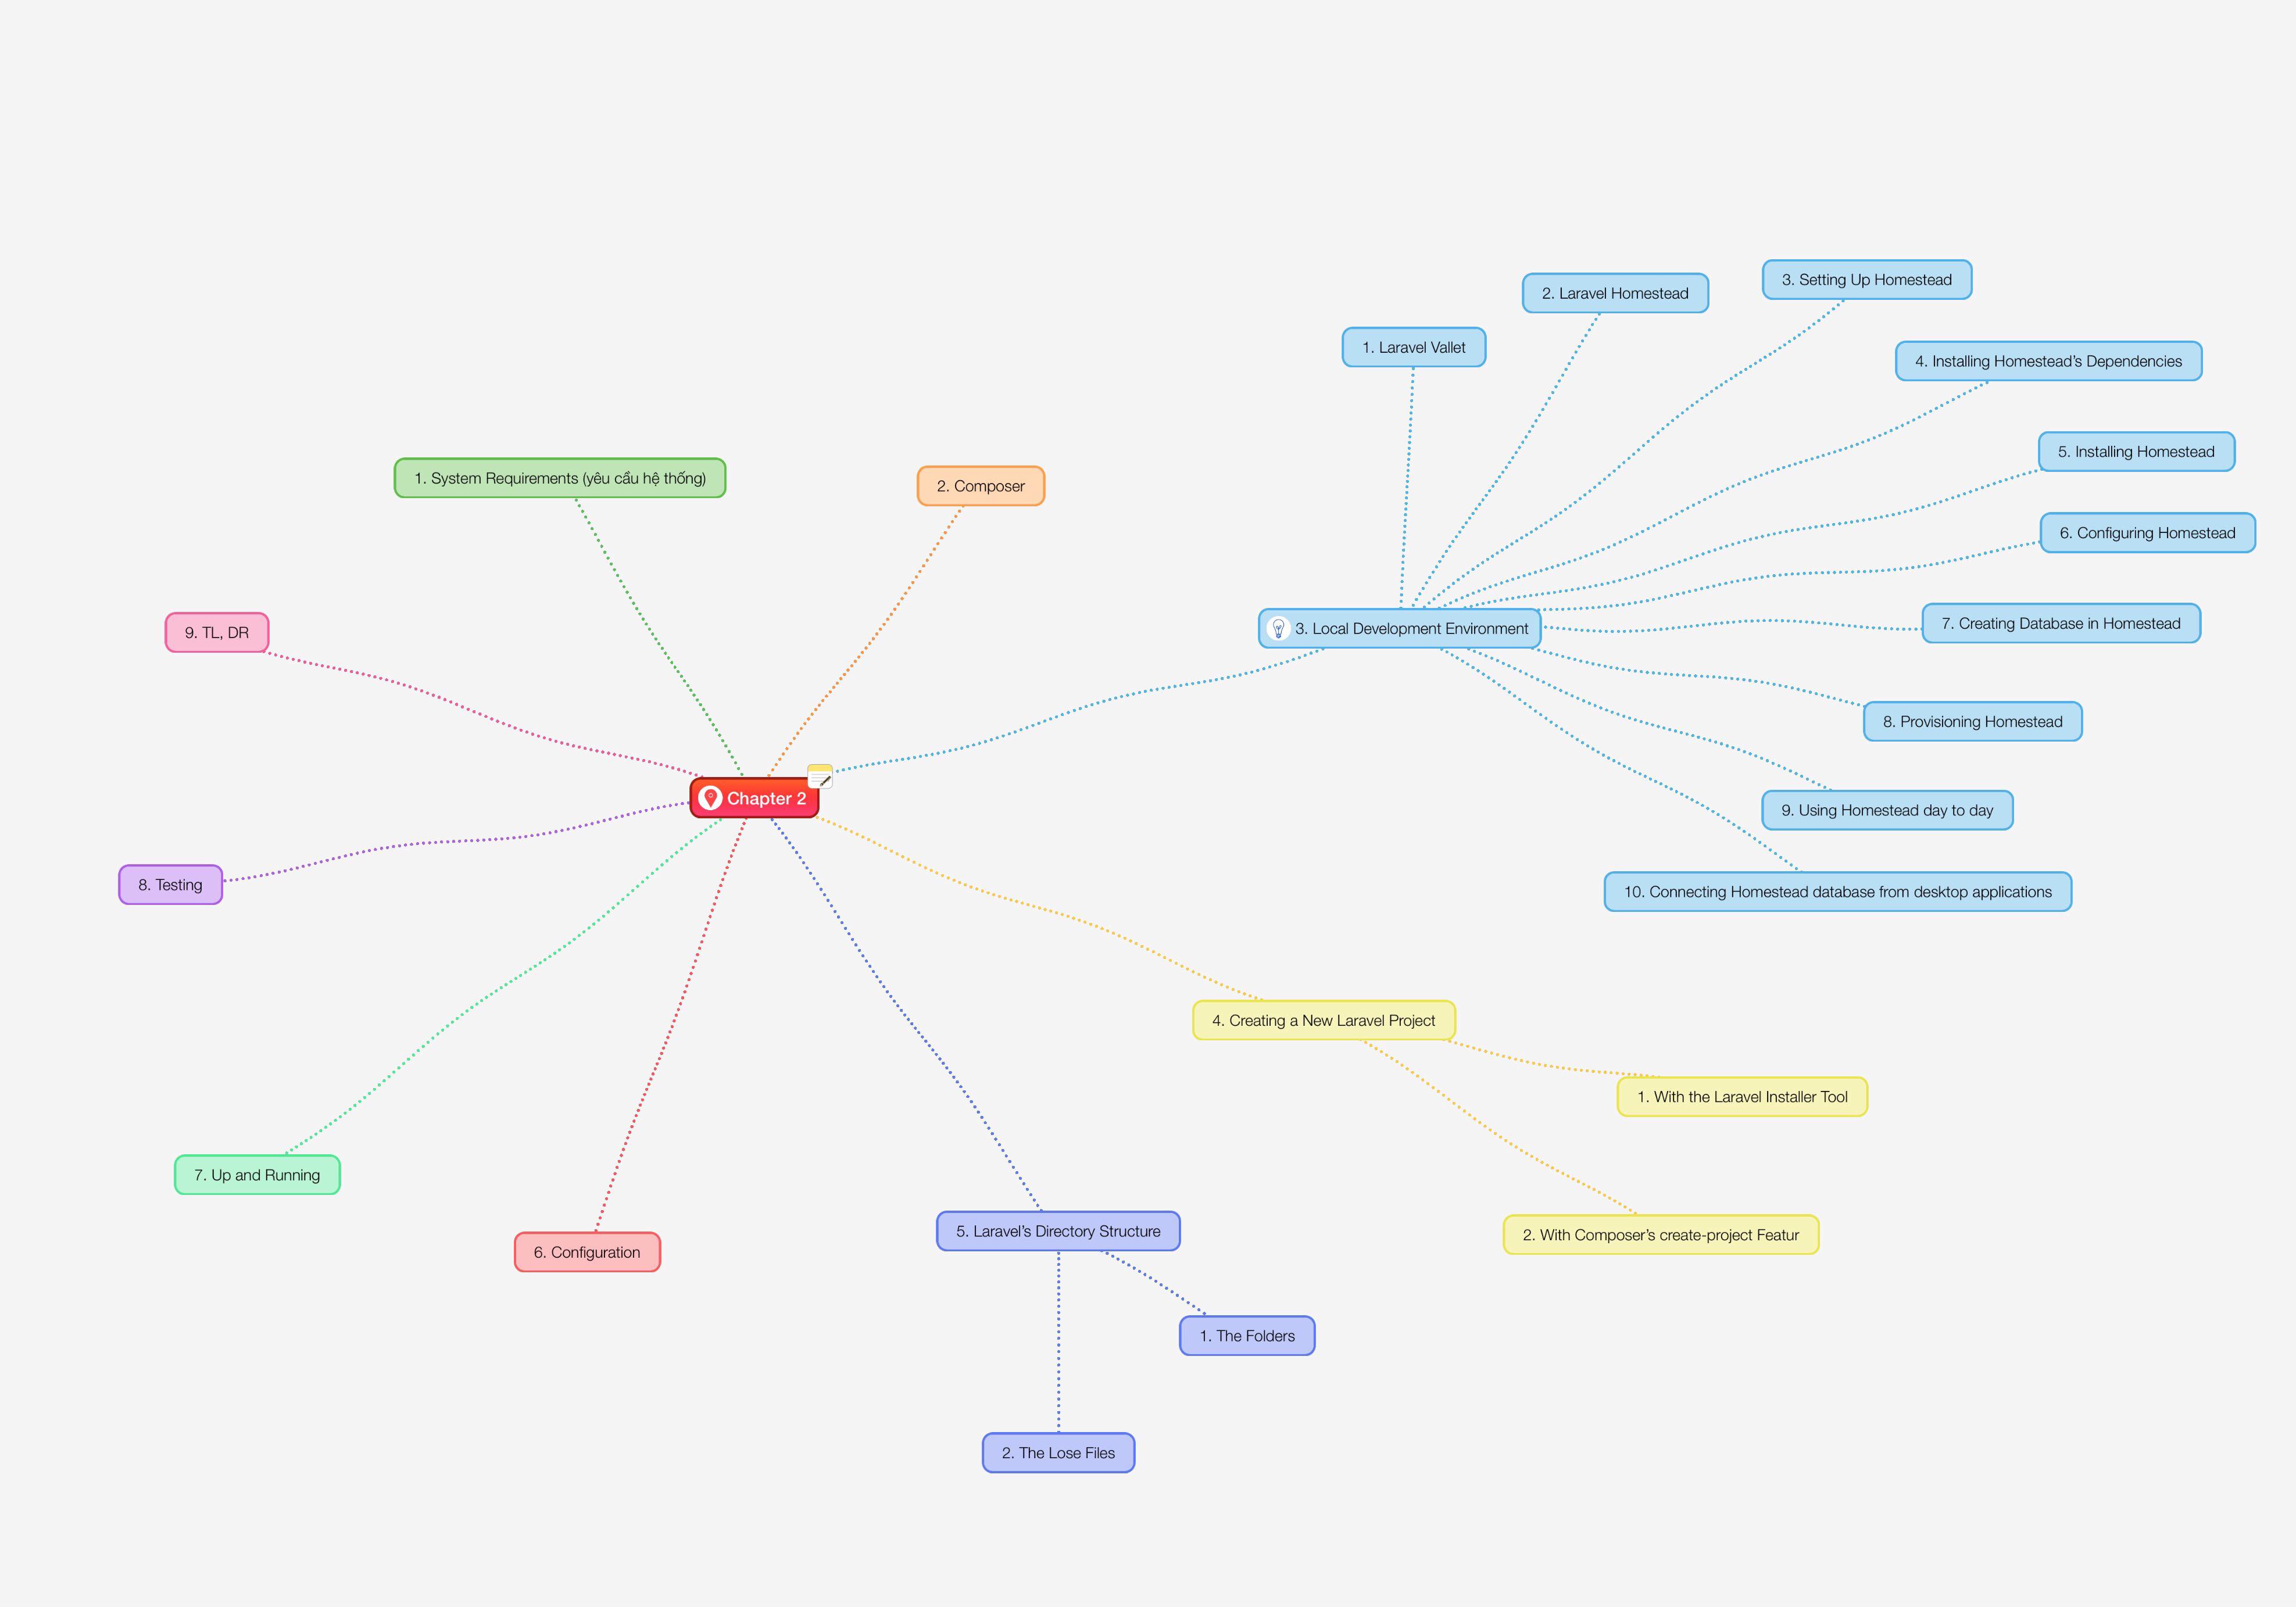 Chapter 2
1. System Requirements (yêu cầu hệ thống)
2. Composer
3. Local Development Environment
1. Laravel Vallet
2. Laravel Homestead
3. Setting Up Homestead
4. Installing Homestead’s Dependencies
5. Installing Homestead
6. Configuring Homestead
7. Creating Database in Homestead
8. Provisioning Homestead
9. Using Homestead day to day
10. Connecting Homestead database from desktop applications
4. Creating a New Laravel Project
1. With the Laravel Installer Tool
2. With Composer’s create-project Featur
5. Laravel’s Directory Structure
1. The Folders
2. The Lose Files
6. Configuration
7. Up and Running
8. Testing
9. TL, DR